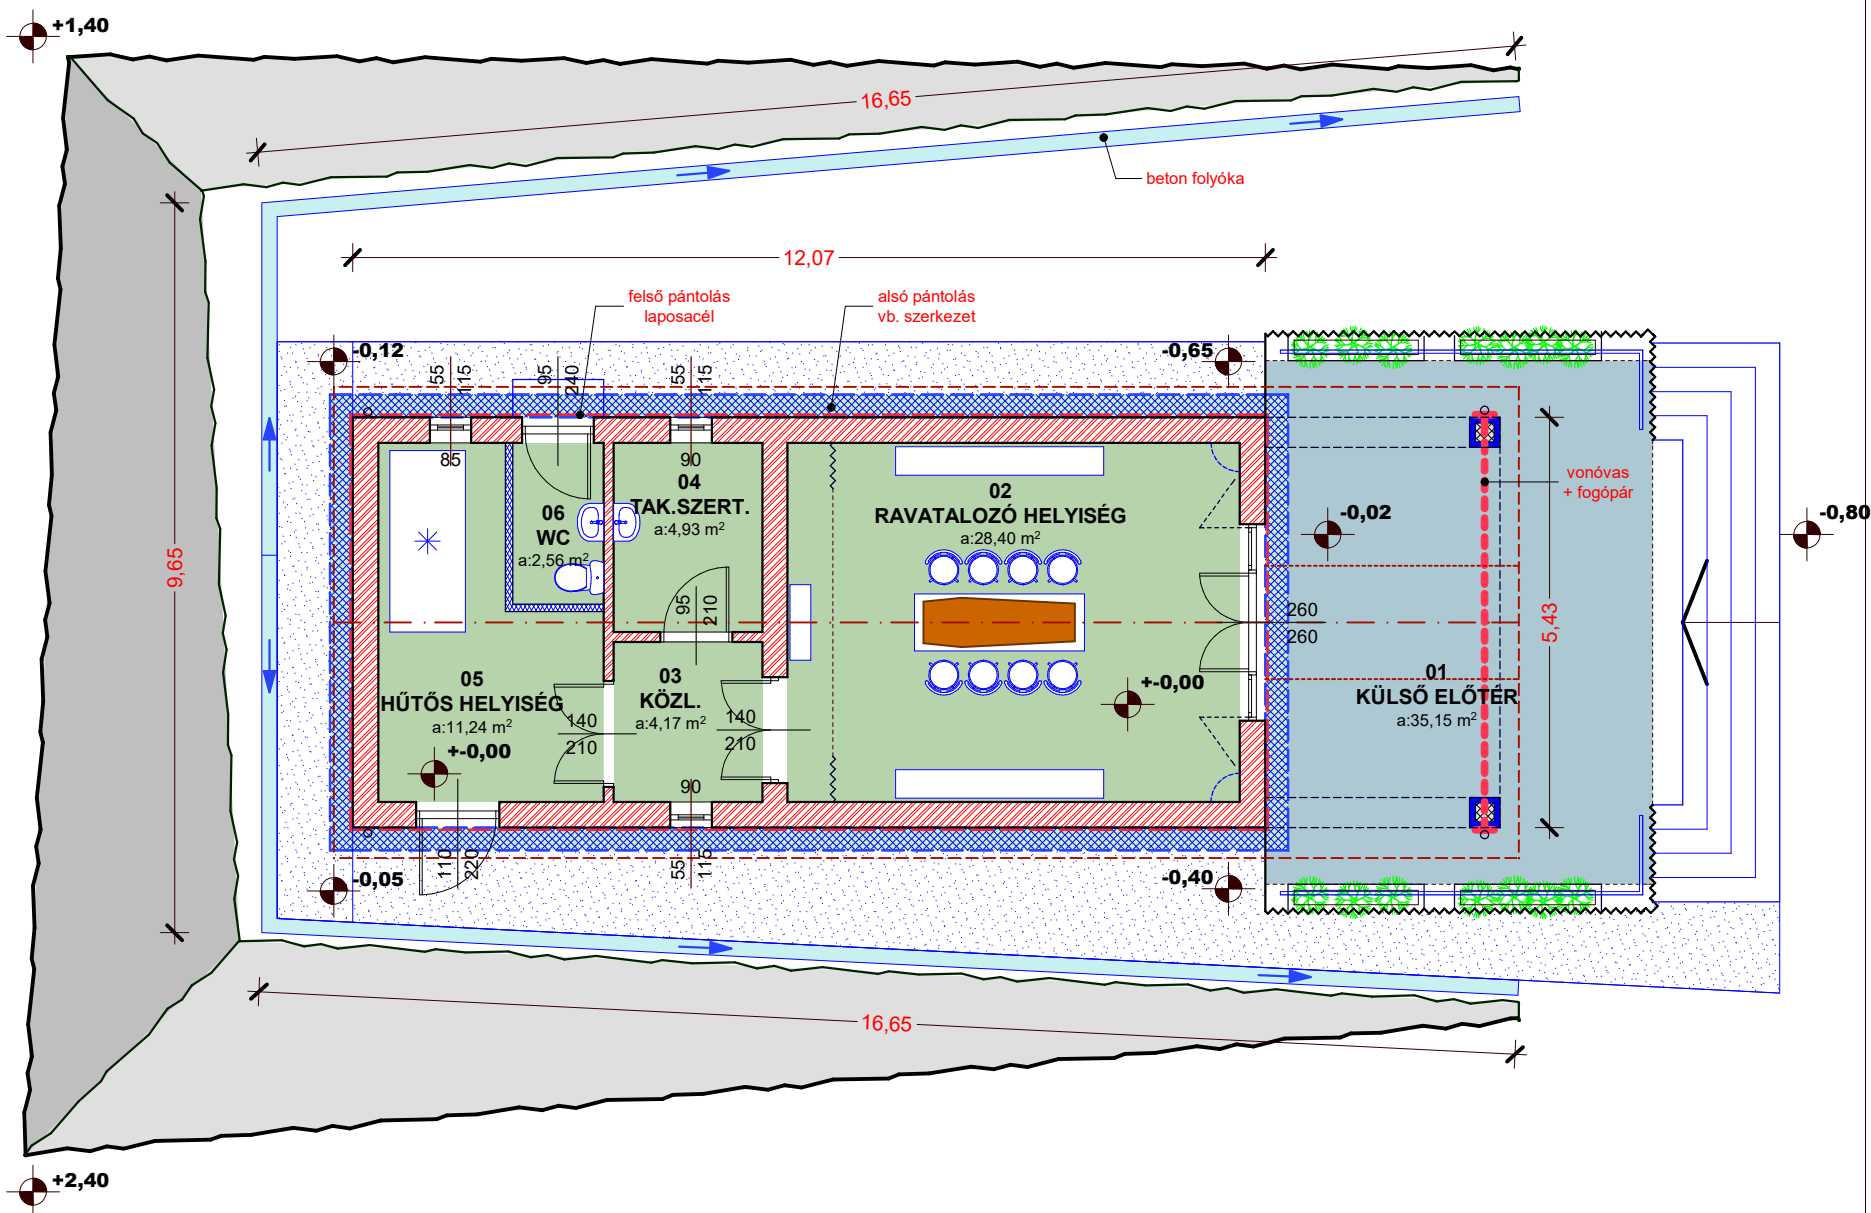 +1,40
16,65
beton folyóka
12,07
felső pántolás
laposacél
alsó pántolás
vb. szerkezet
-0,12
-0,65
55
115
95
240
55
115
85
90
04
TAK.SZERT.
a:4,93 m²
06
WC
a:2,56 m²
02
RAVATALOZÓ HELYISÉG
a:28,40 m²
vonóvas
+ fogópár
-0,02
-0,80
9,65
95
210
260
260
5,43
05
HŰTŐS HELYISÉG
a:11,24 m²
+-0,00
03
KÖZL.
a:4,17 m²
140
210
140
210
+-0,00
01
KÜLSŐ ELŐTÉR
a:35,15 m²
90
110
220
55
115
-0,05
-0,40
16,65
+2,40